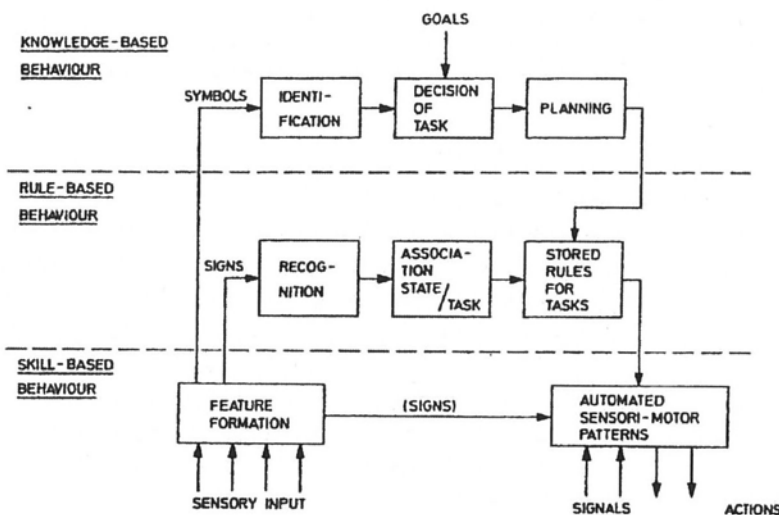 GOALS
KNOWLEDGE-BASED
BEHAVIOUR
SYMBOLS
IDENTI-
FICATION
DECISION
OF
TASK
PLANNING
RULE-BASED
BEHAVIOUR
SIGNS
RECOG-
NITION
ASSOCIA-
TION
STATE
/TASK
STORED
RULES
FOR
TASKS
SKILL-BASED
BEHAVIOUR
FEATURE
FORMATION
(SIGNS)
AUTOMATED
SENSORI-MOTOR
PATTERNS
SENSORY INPUT
SIGNALS
ACTIONS